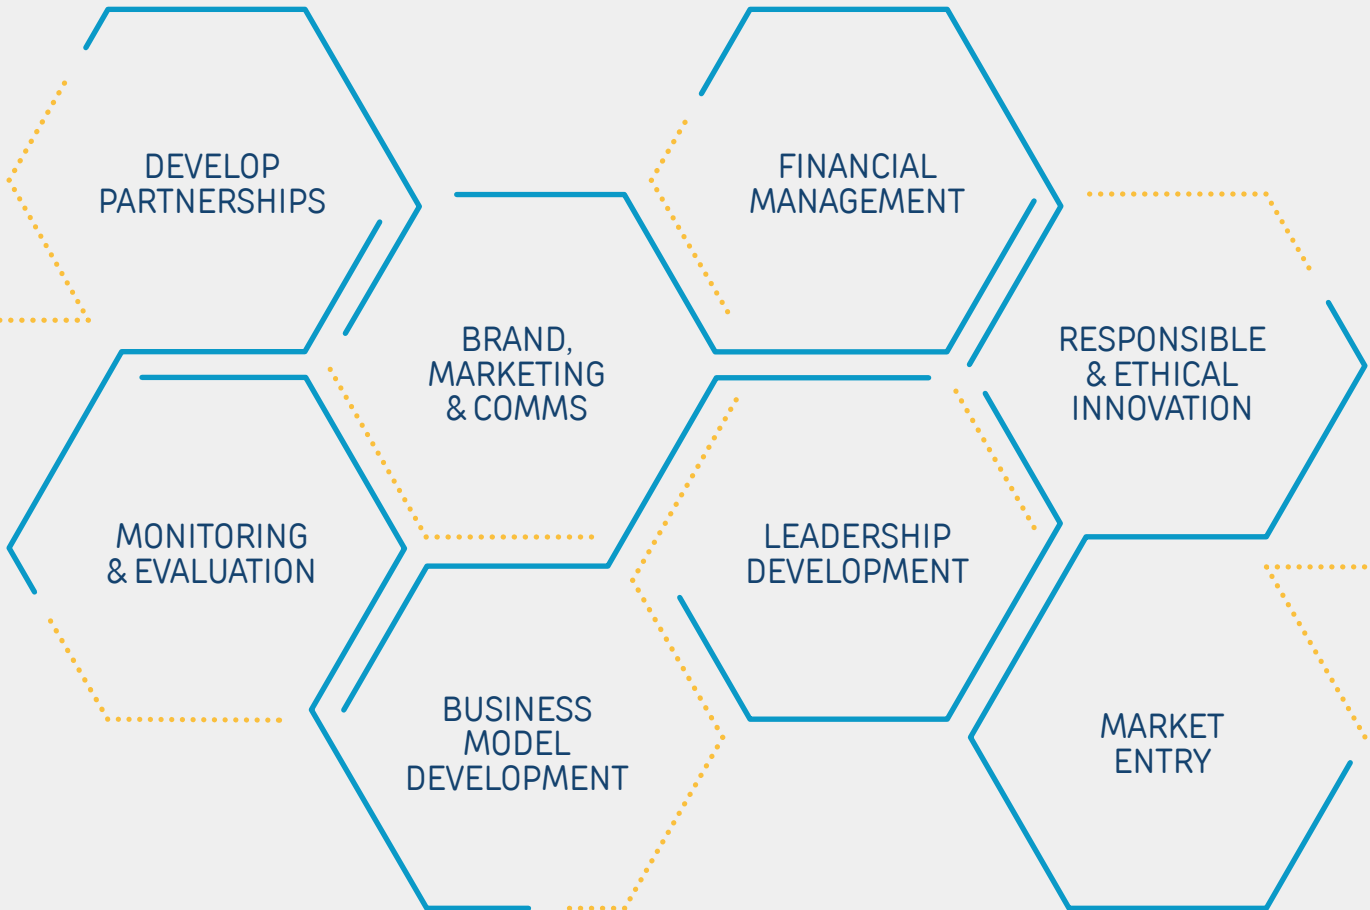 DEVELOP
PARTNERSHIPS
FINANCIAL
MANAGEMENT
BRAND,
MARKETING
& COMMS
RESPONSIBLE
& ETHICAL
INNOVATION
MONITORING
& EVALUATION
LEADERSHIP
DEVELOPMENT
BUSINESS
MODEL
DEVELOPMENT
MARKET
ENTRY